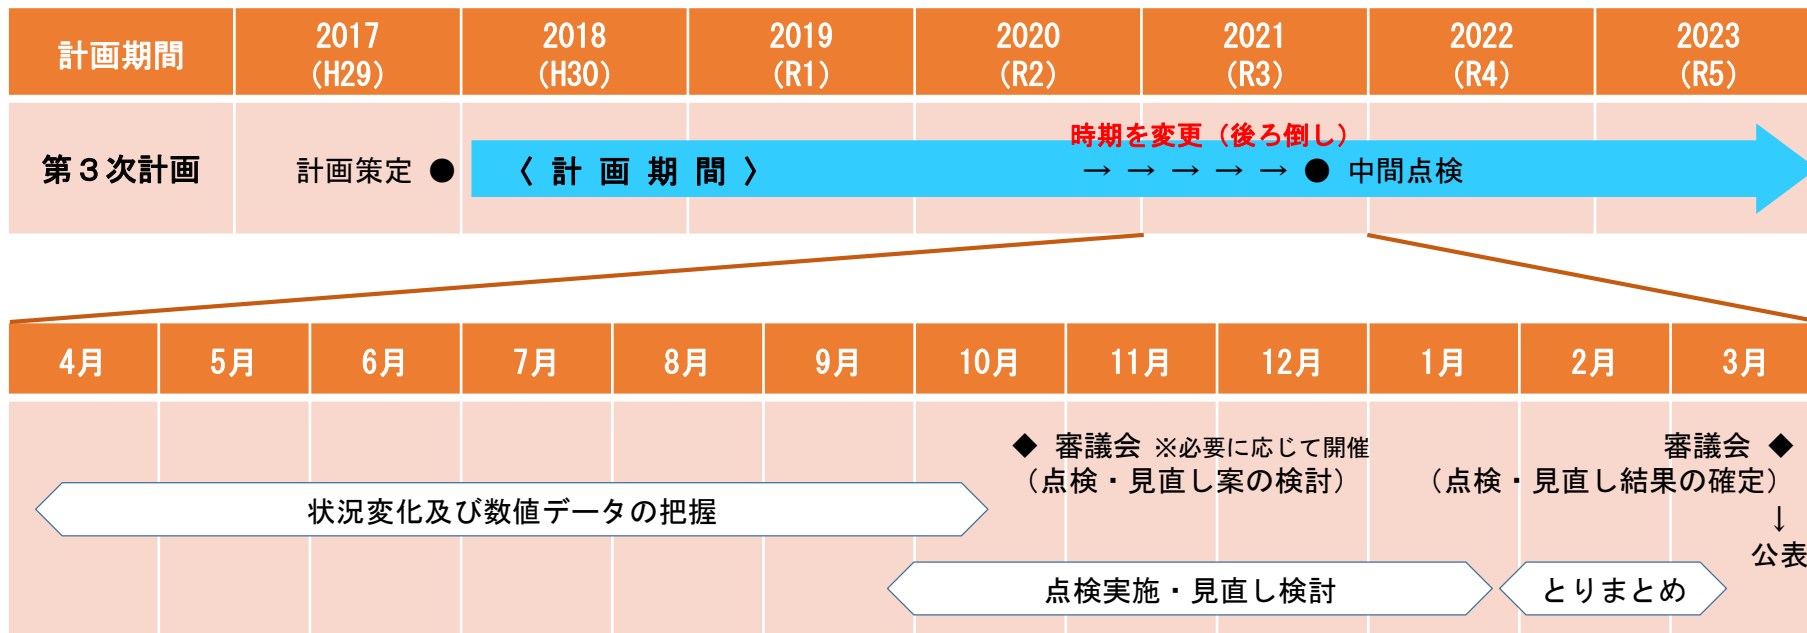 計画期間
2017
(H29)
2018
(H30)
2019
(R1)
2020
(R2)
2021
(R3)
2022
(R4)
2023
(R5)
時期を変更（後ろ倒し）
第３次計画
計画策定 ●
〈 計 画 期 間 〉
→ → → → → ● 中間点検
4月
5月
6月
7月
8月
9月
10月
11月
12月
1月
2月
3月
◆ 審議会 ※必要に応じて開催
（点検・見直し案の検討）
審議会 ◆
（点検・見直し結果の確定）
↓
公表
状況変化及び数値データの把握
点検実施・見直し検討
とりまとめ